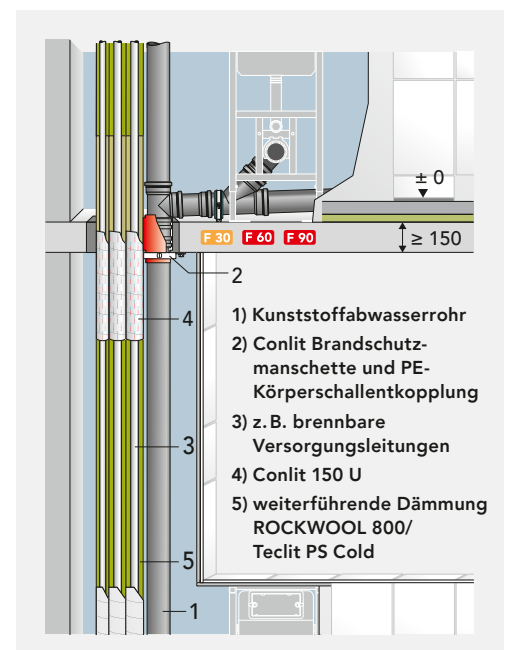 ± 0
F 30 F 60 F 90
≥ 150
2
4
3
5
1
1) Kunststoffabwasserrohr
2) Conlit Brandschutz-
manschette und PE-
Körperschallentkopplung
3) z. B. brennbare
Versorgungsleitungen
4) Conlit 150 U
5) weiterführende Dämmung
ROCKWOOL 800/
Teclit PS Cold